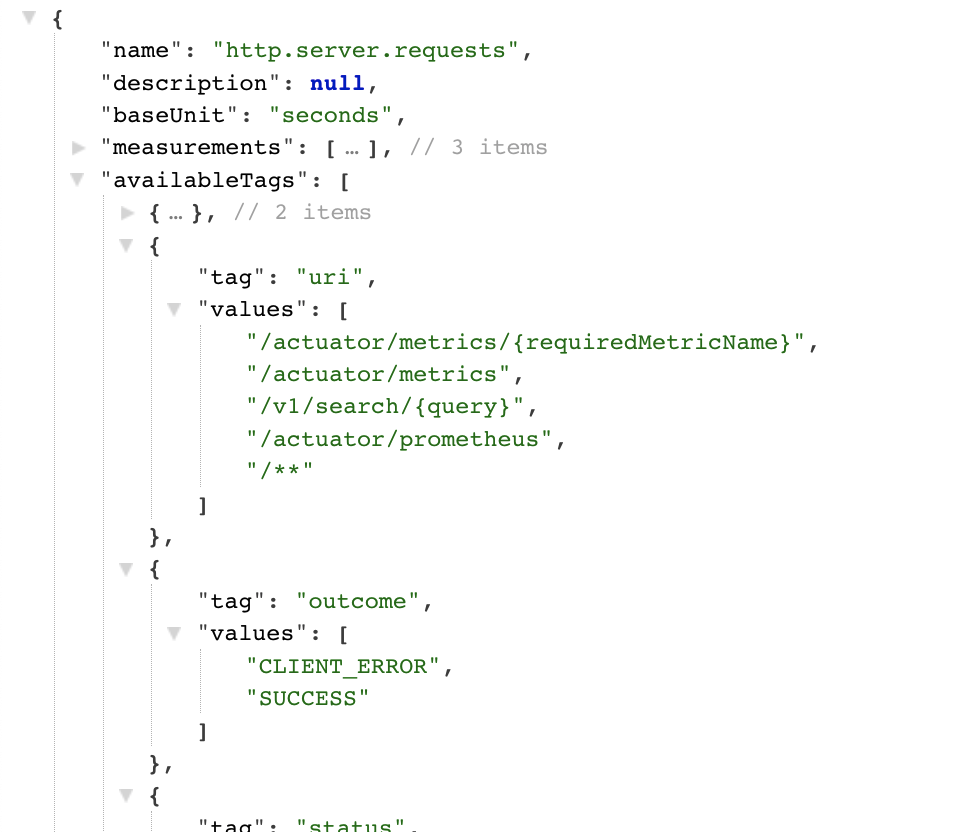 {
"name": "http.server.requests",
"description": null,
"baseUnit": "seconds",
"measurements": [ … ], // 3 items
"availableTags": [
{ … }, // 2 items
{
"tag": "uri",
"values": [
"/actuator/metrics/{requiredMetricName}",
"/actuator/metrics",
"/v1/search/{query}",
"/actuator/prometheus",
"/**"
]
},
{
"tag": "outcome",
"values": [
"CLIENT_ERROR",
"SUCCESS"
]
},
{
"tag": "status",